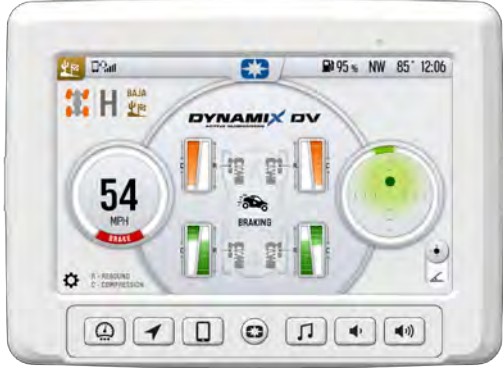 95 % NW 85° 12:06
H
BAJA
DYNAMIX DV
ACTIVE SUSPENSION
54
MPH
BRAKE
BRAKING
R - REBOUND
C - COMPRESSION